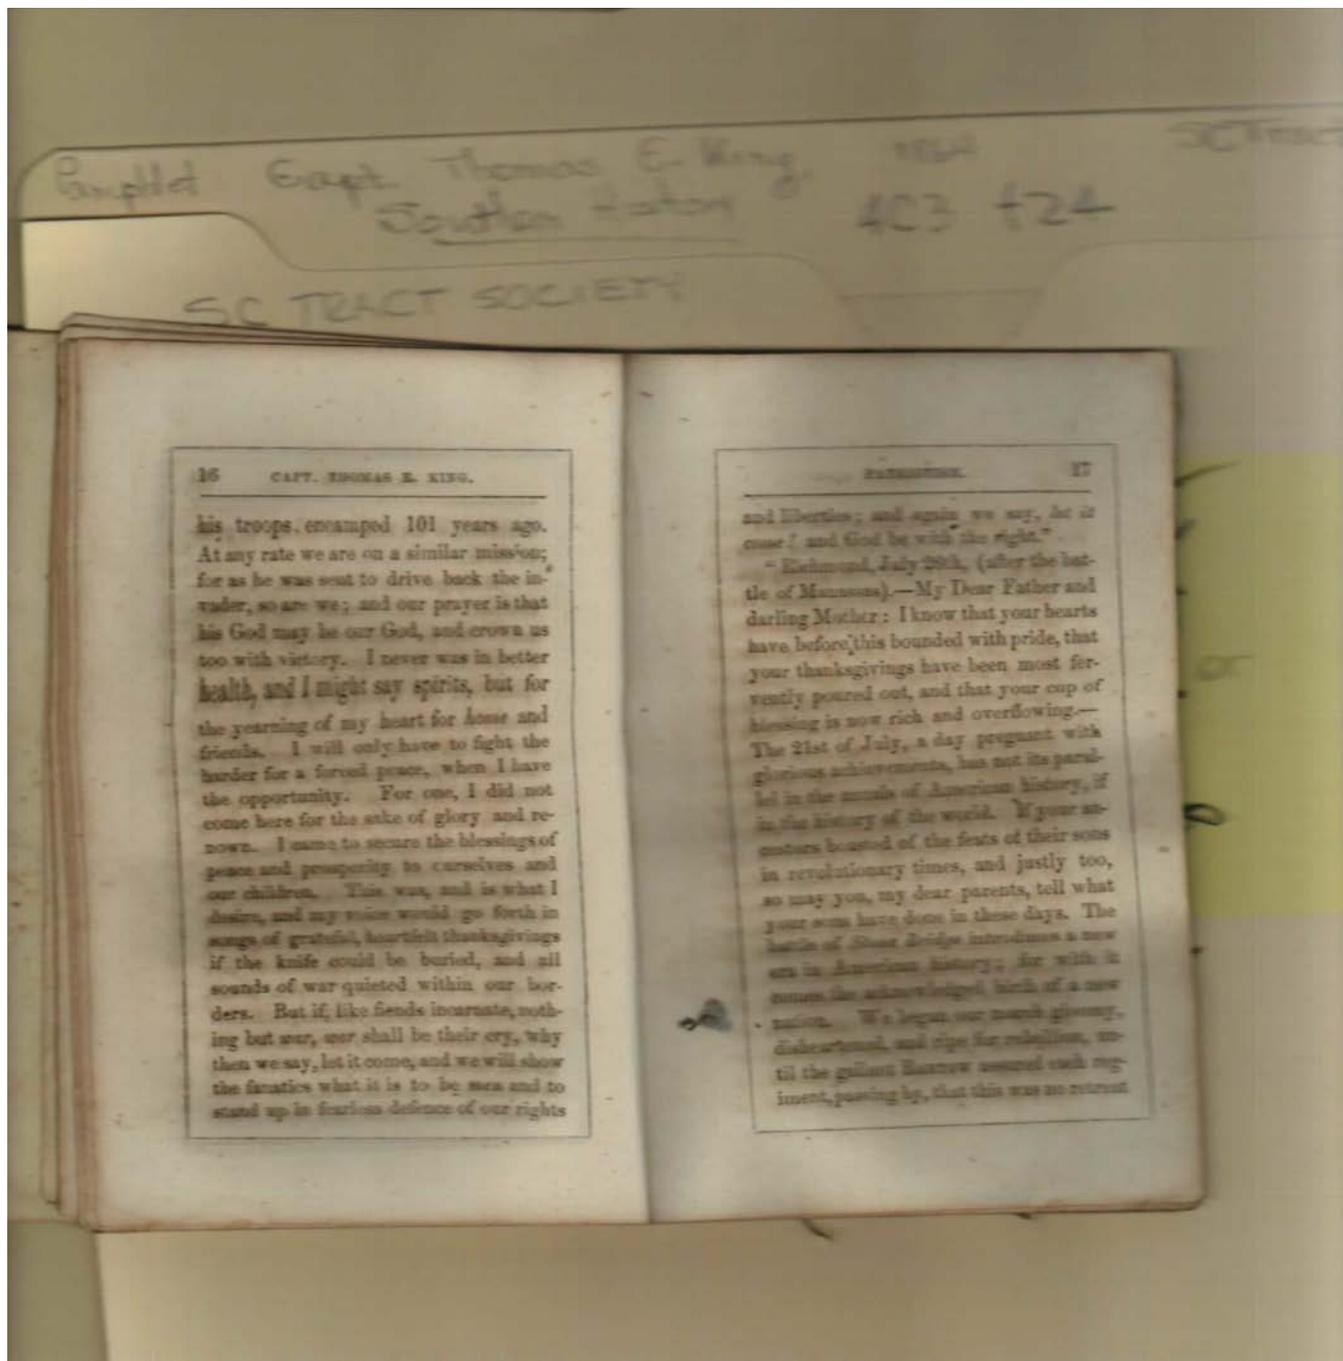 Pamphlet Capt. Thomas E. King, 1864 SC Tract
Southern 4C3 f24
SC TRACT SOCIETY
16 CAPT. THOMAS E. KING.
his troops encamped 101 years ago.
At any rate we are on a similar mission;
for as he was sent to drive back the in-
vader, so are we; and our prayer is that
his God may be our God, and crown us
too with victory. I never was in better
health, and I might say spirits, but for
the yearning of my heart for home and
friends. I will only have to fight the
harder for a forced peace, when I have
the opportunity. For one, I did not
come here for the sake of glory and re-
nown. I came to secure the blessings of
peace and prosperity to ourselves and
our children. This was, and is what I
desire, and my voice would go forth in
songs of grateful, heartfelt thanksgivings
if the knife could be buried, and all
sounds of war quieted within our bor-
ders. But if, like fiends incarnate, noth-
ing but war, war shall be their cry, why
then we say, let it come, and we will show
the fanatics what it is to be men and to
stand up in fearless defence of our rights
PATRIOTISM. 17
and liberties; and again we say, let it
come! and God be with the right."
"Richmond, July 26th, (after the bat-
tle of Manassas).—My Dear Father and
darling Mother: I know that your hearts
have before this bounded with pride, that
your thanksgivings have been most fer-
vently poured out, and that your cup of
blessing is now rich and overflowing.—
The 21st of July, a day pregnant with
glorious achievements, has not its paral-
lel in the annals of American history, if
in the history of the world. If your an-
cestors boasted of the feats of their sons
in revolutionary times, and justly too,
so may you, my dear parents, tell what
your sons have done in these days. The
battle of Stone Bridge introduces a new
era in American history; for with it
comes the acknowledged birth of a new
nation. We began our march gloomy,
disheartened, and ripe for rebellion, un-
til the gallant assured each reg-
iment, passing by, that this was no retreat
or